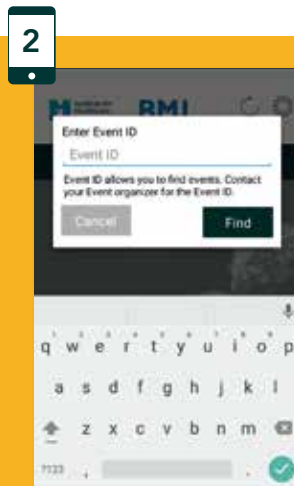 2
BMJ
Enter Event ID
Event ID
Event ID allows you to find events. Contact
your Event organizer for the Event ID.
Cancel
Find
q w e r t y u i o p
a s d f g h j k l
z x c v b n m
?123 , .